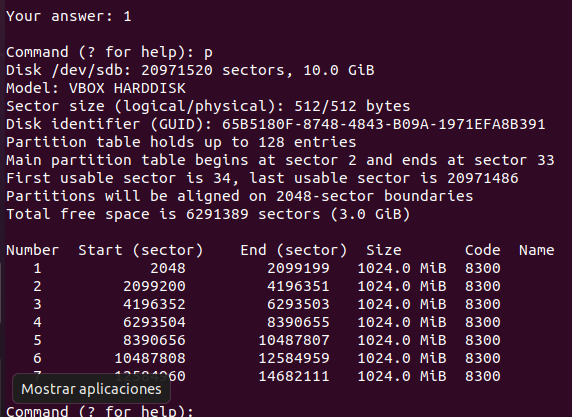 Your answer: 1
Command (? for help): p
Disk /dev/sdb: 20971520 sectors, 10.0 GiB
Model: VBOX HARDDISK
Sector size (logical/physical): 512/512 bytes
Disk identifier (GUID): 65B5180F-8748-4843-B09A-1971EFA8B391
Partition table holds up to 128 entries
Main partition table begins at sector 2 and ends at sector 33
First usable sector is 34, last usable sector is 20971486
Partitions will be aligned on 2048-sector boundaries
Total free space is 6291389 sectors (3.0 GiB)
Number  Start (sector)    End (sector)  Size       Code  Name
   1            2048         2099199   1024.0 MiB  8300
   2         2099200         4196351   1024.0 MiB  8300
   3         4196352         6293503   1024.0 MiB  8300
   4         6293504         8390655   1024.0 MiB  8300
   5         8390656        10487807   1024.0 MiB  8300
   6        10487808        12584959   1024.0 MiB  8300
14682111   1024.0 MiB  8300
Mostrar aplicaciones
Command (? for help):